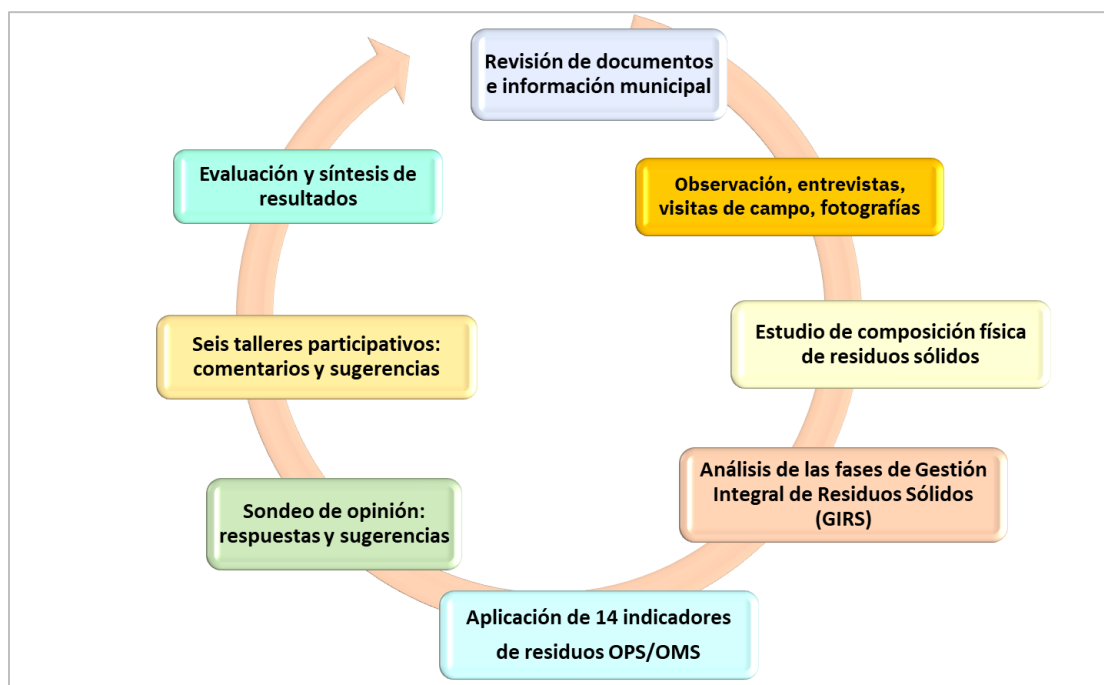 Revisión de documentos
e información municipal
Observación, entrevistas,
visitas de campo, fotografías
Estudio de composición física
de residuos sólidos
Análisis de las fases de Gestión
Integral de Residuos Sólidos
(GIRS)
Aplicación de 14 indicadores
de residuos OPS/OMS
Sondeo de opinión:
respuestas y sugerencias
Seis talleres participativos:
comentarios y sugerencias
Evaluación y síntesis de
resultados